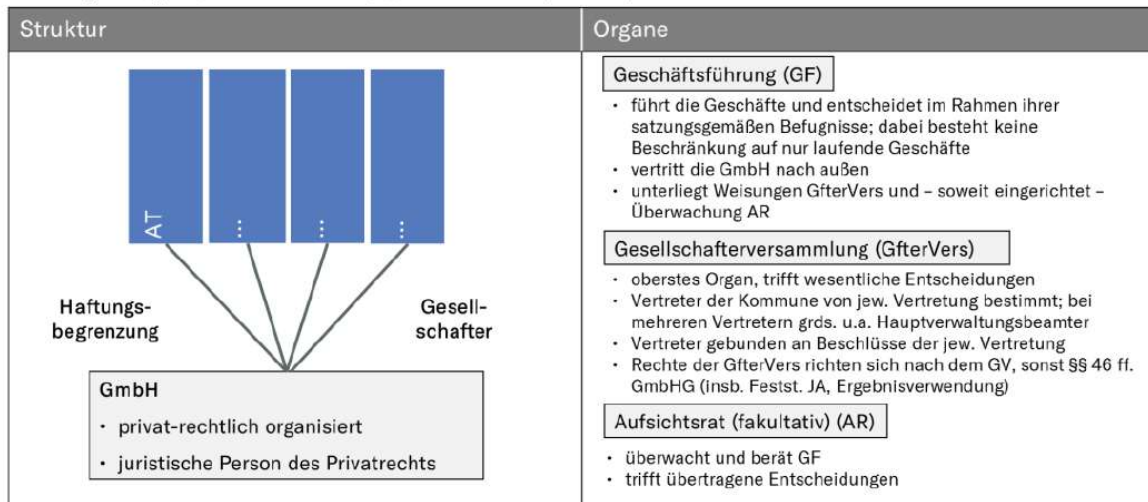 Struktur
AT
...
...
...
Haftungs-
begrenzung
Gesell-
schafter
GmbH
• privat-rechtlich organisiert
• juristische Person des Privatrechts
Organe
Geschäftsführung (GF)
• führt die Geschäfte und entscheidet im Rahmen ihrer
satzungsgemäßen Befugnisse; dabei besteht keine
Beschränkung auf nur laufende Geschäfte
• vertritt die GmbH nach außen
• unterliegt Weisungen GfterVers und – soweit eingerichtet –
Überwachung AR
Gesellschafterversammlung (GfterVers)
• oberstes Organ, trifft wesentliche Entscheidungen
• Vertreter der Kommune von jew. Vertretung bestimmt; bei
mehreren Vertretern grds. u.a. Hauptverwaltungsbeamter
• Vertreter gebunden an Beschlüsse der jew. Vertretung
• Rechte der GfterVers richten sich nach dem GV, sonst §§ 46 ff.
GmbHG (insb. Festst. JA, Ergebnisverwendung)
Aufsichtsrat (fakultativ) (AR)
• überwacht und berät GF
• trifft übertragene Entscheidungen